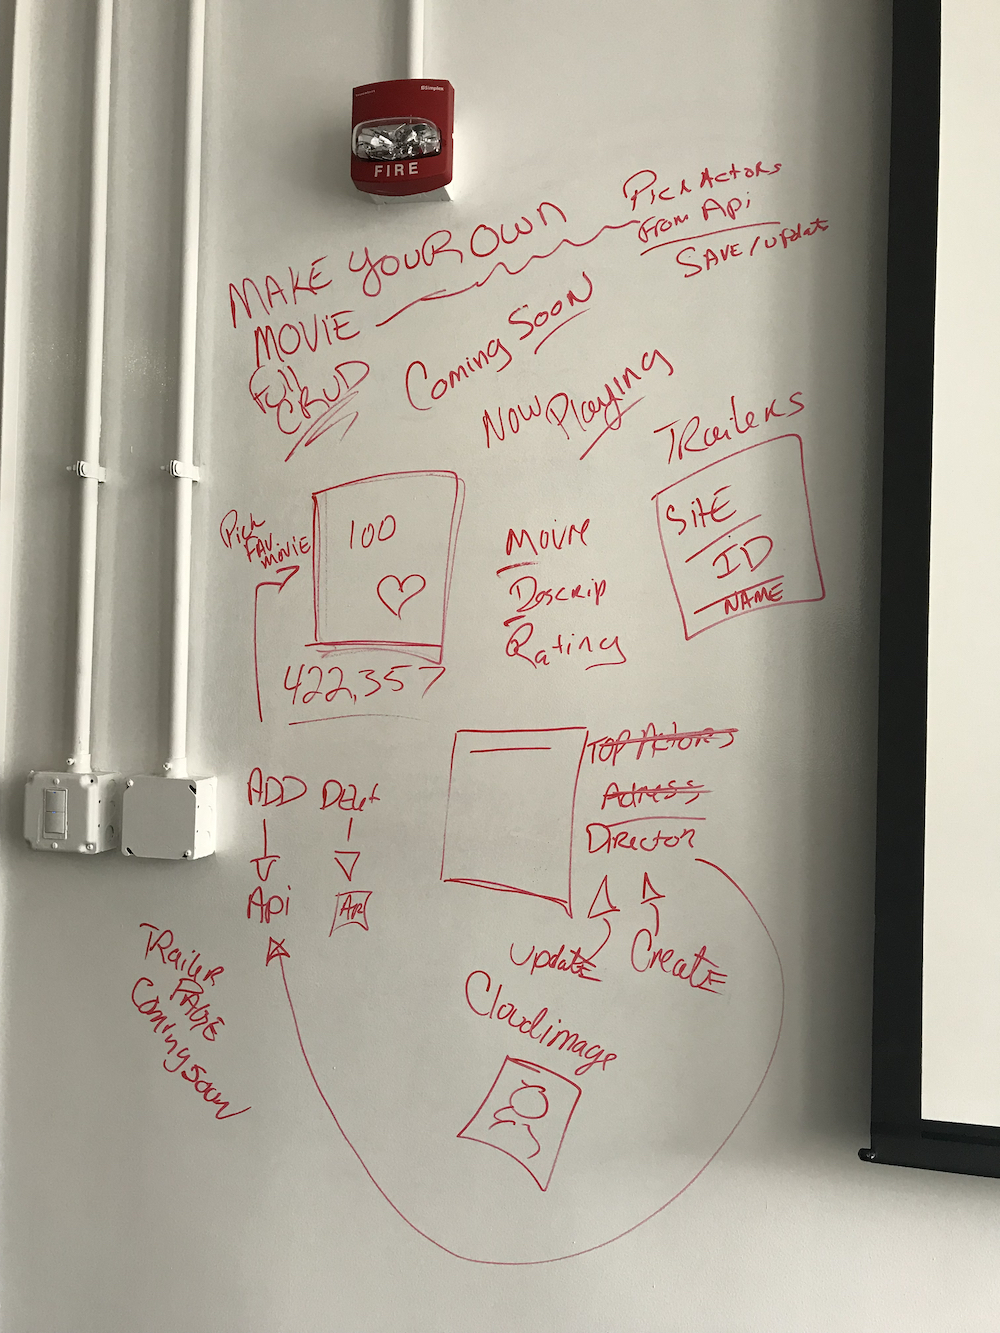 Simplex
FIRE
Pick Actors
From Api
SAVE/update
MAKE YOUR OWN
MOVIE
Full
CRUD
Coming Soon
Now Playing
TRailers
SitE
ID
NAME
Pick
FAV
MOViE
100
422,357
Movie
Descrip
Rating
Top Actors
Adress
Director
update
Create
ADD
Delet
Api
Api
TRailer
PAGE
Coming soon
Cloudimage